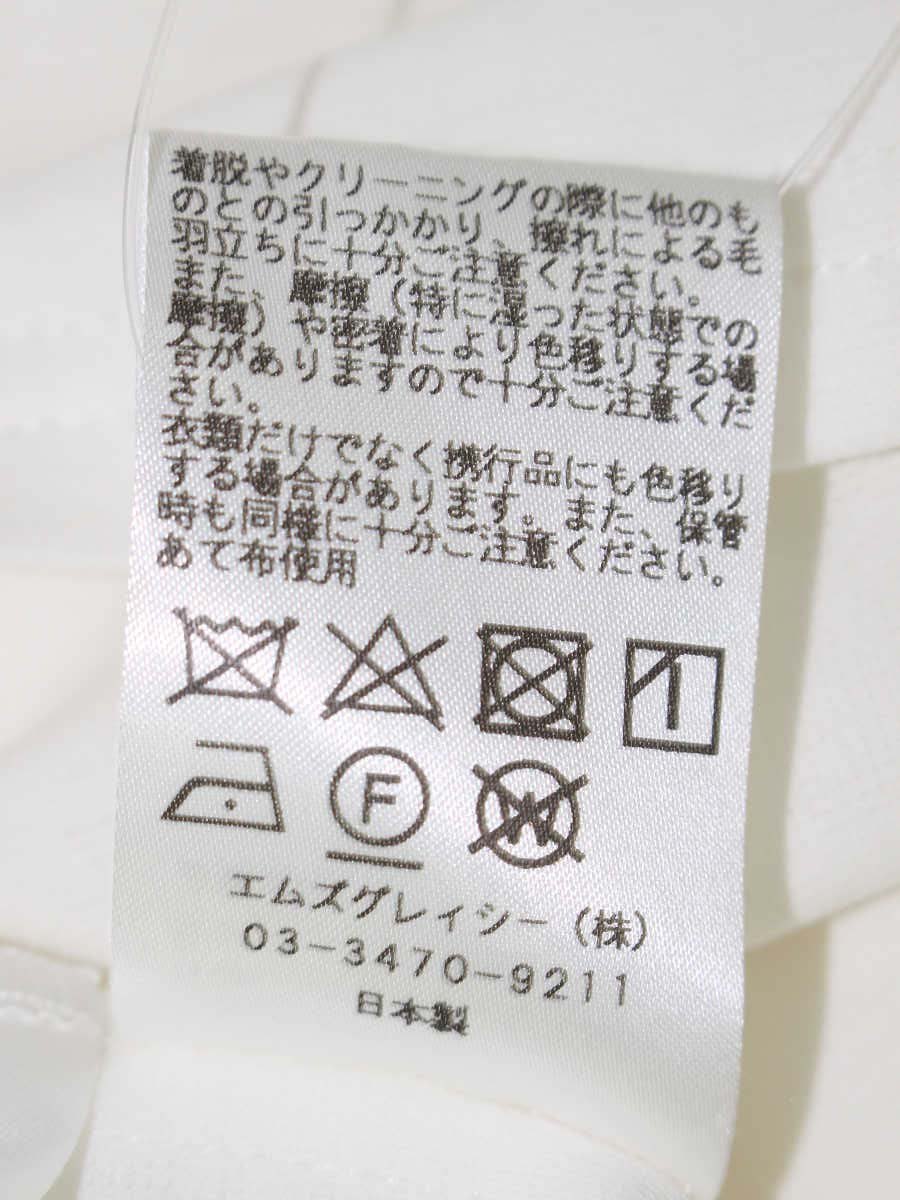 着脱やクリーニングの際に他のも
のとの引っかかり、擦れによる毛
羽立ちに十分ご注意ください。
また、摩擦(特に湿った状態での
摩擦)や密着により色移りする場
合がありますので十分ご注意くだ
さい。
衣類だけでなく携行品にも色移り
する場合があります。また、保管
時も同様に十分ご注意ください。
あて布使用
F
W
エムズグレイシー(株)
03-3470-9211
日本製